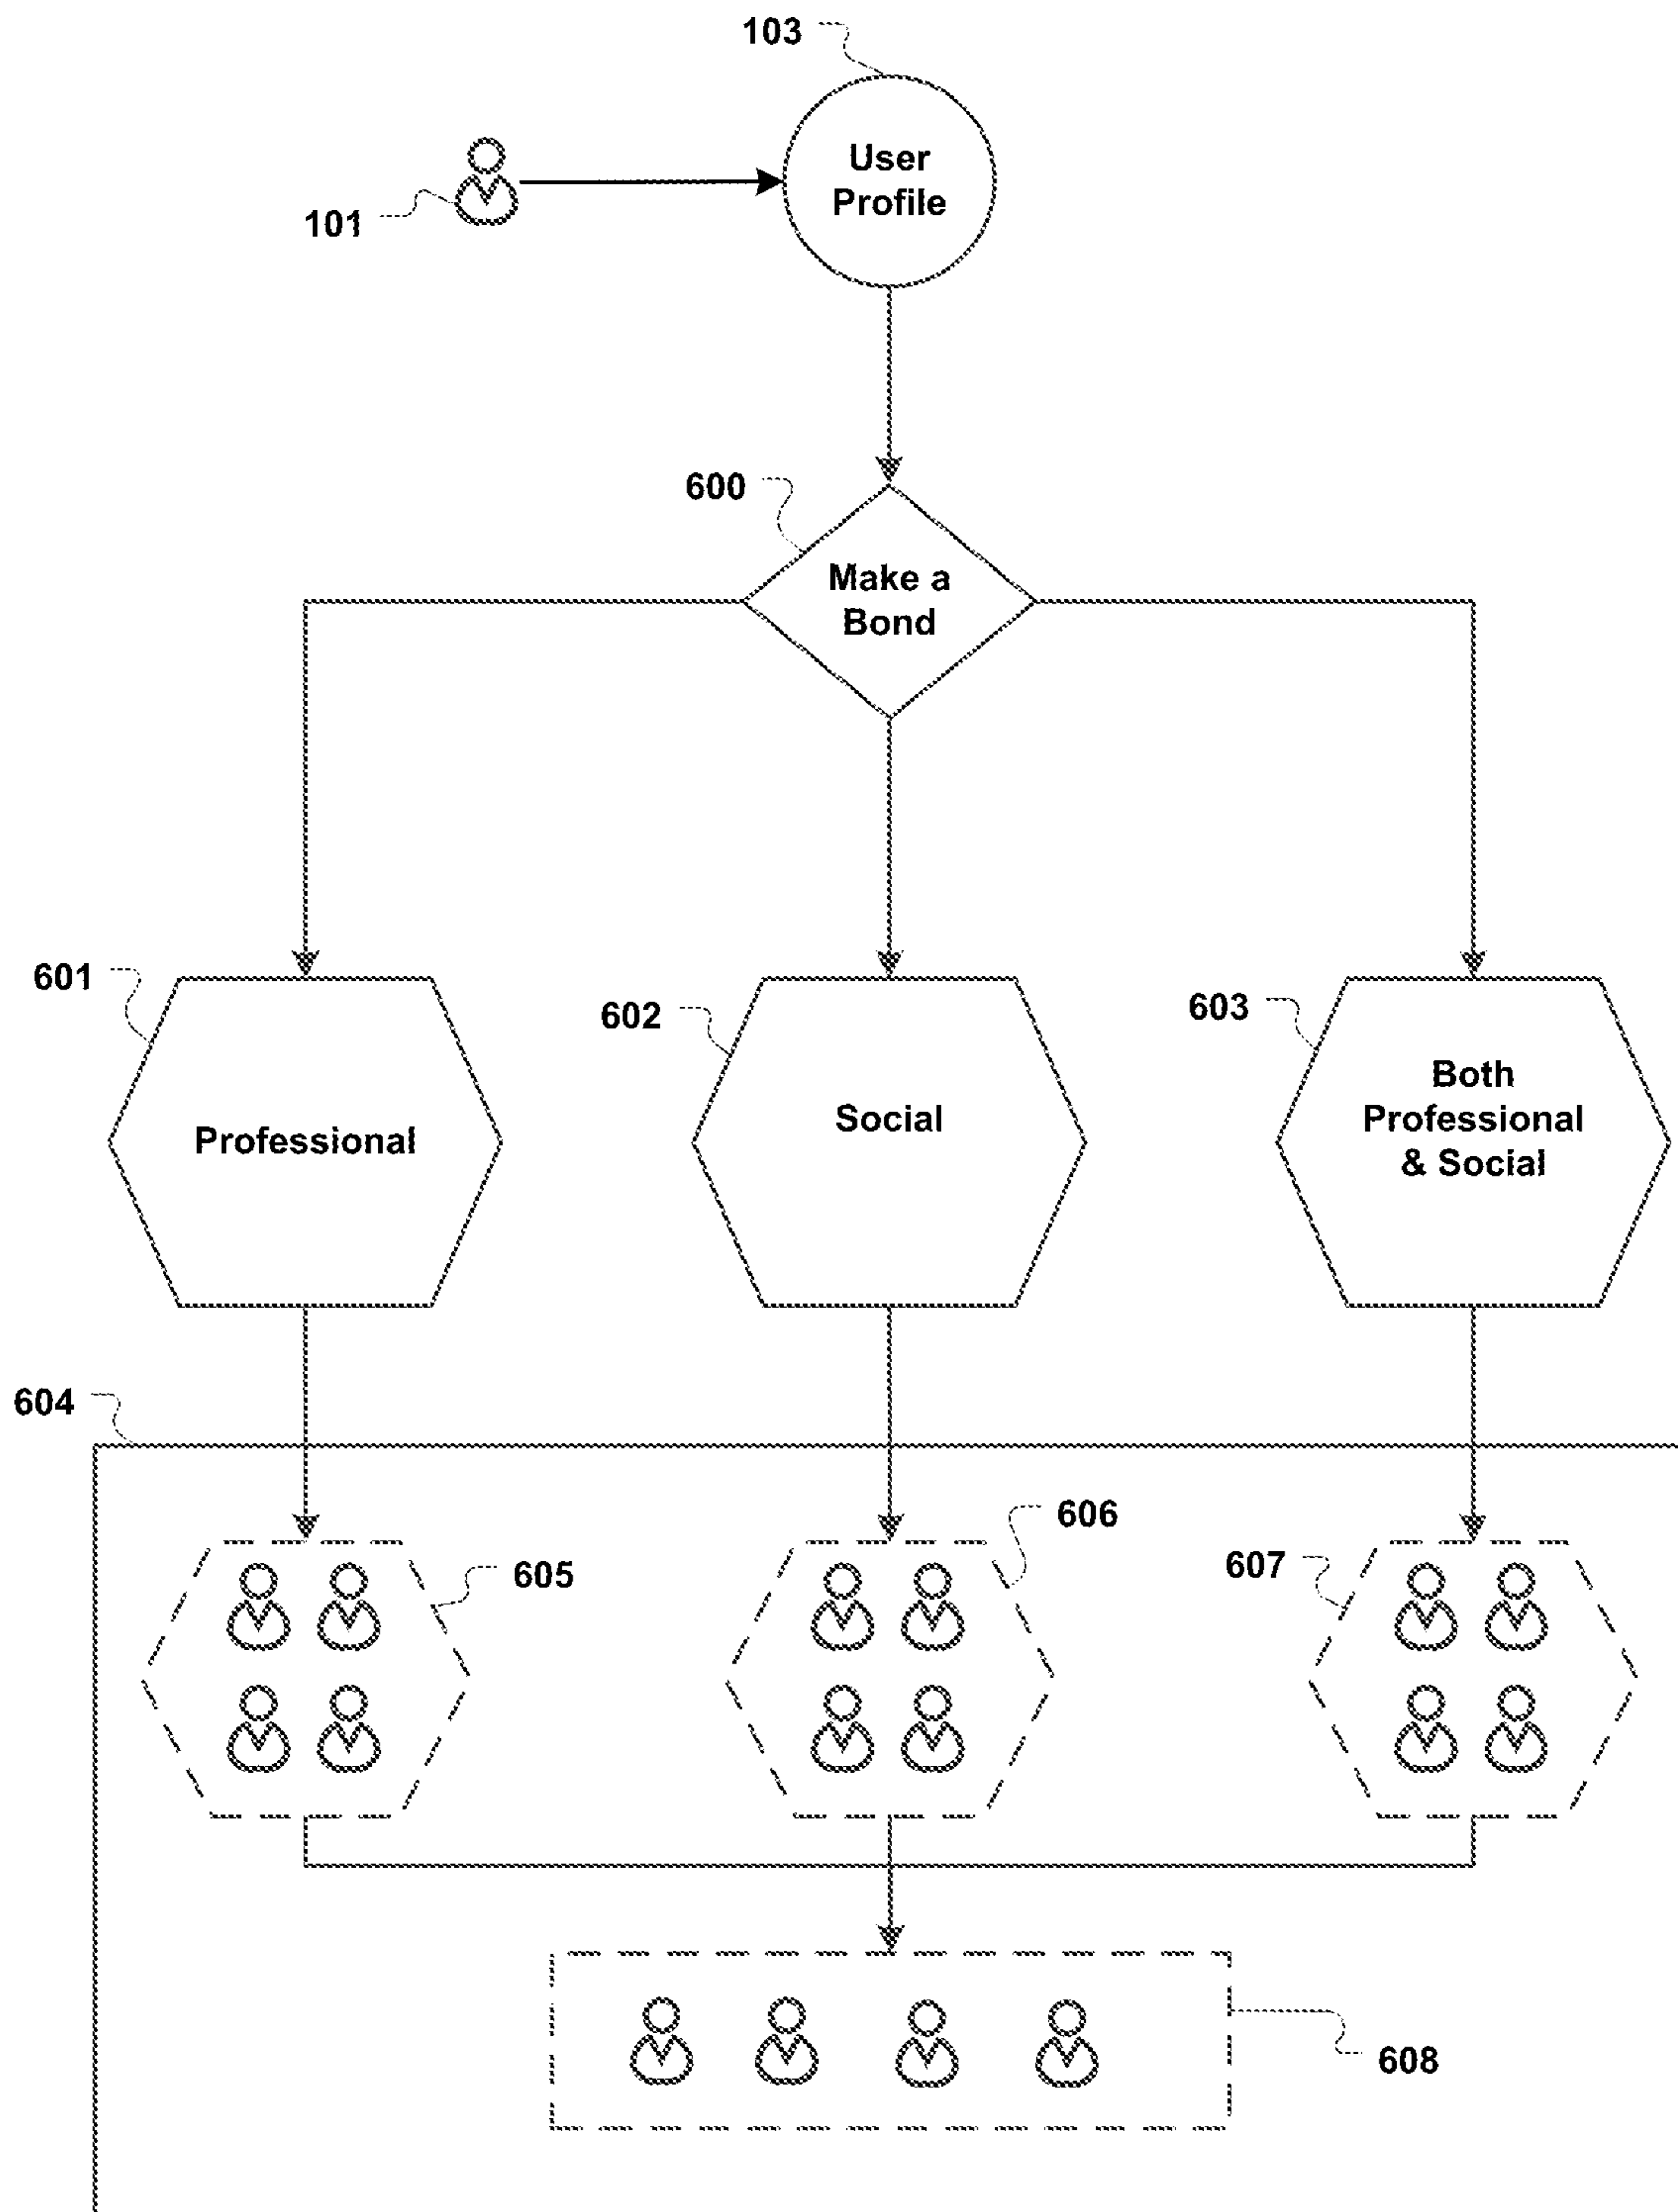 103
User
Profile
101
600
Make a
Bond
601
602
603
Professional
Social
Both
Professional
& Social
604
605
606
607
608